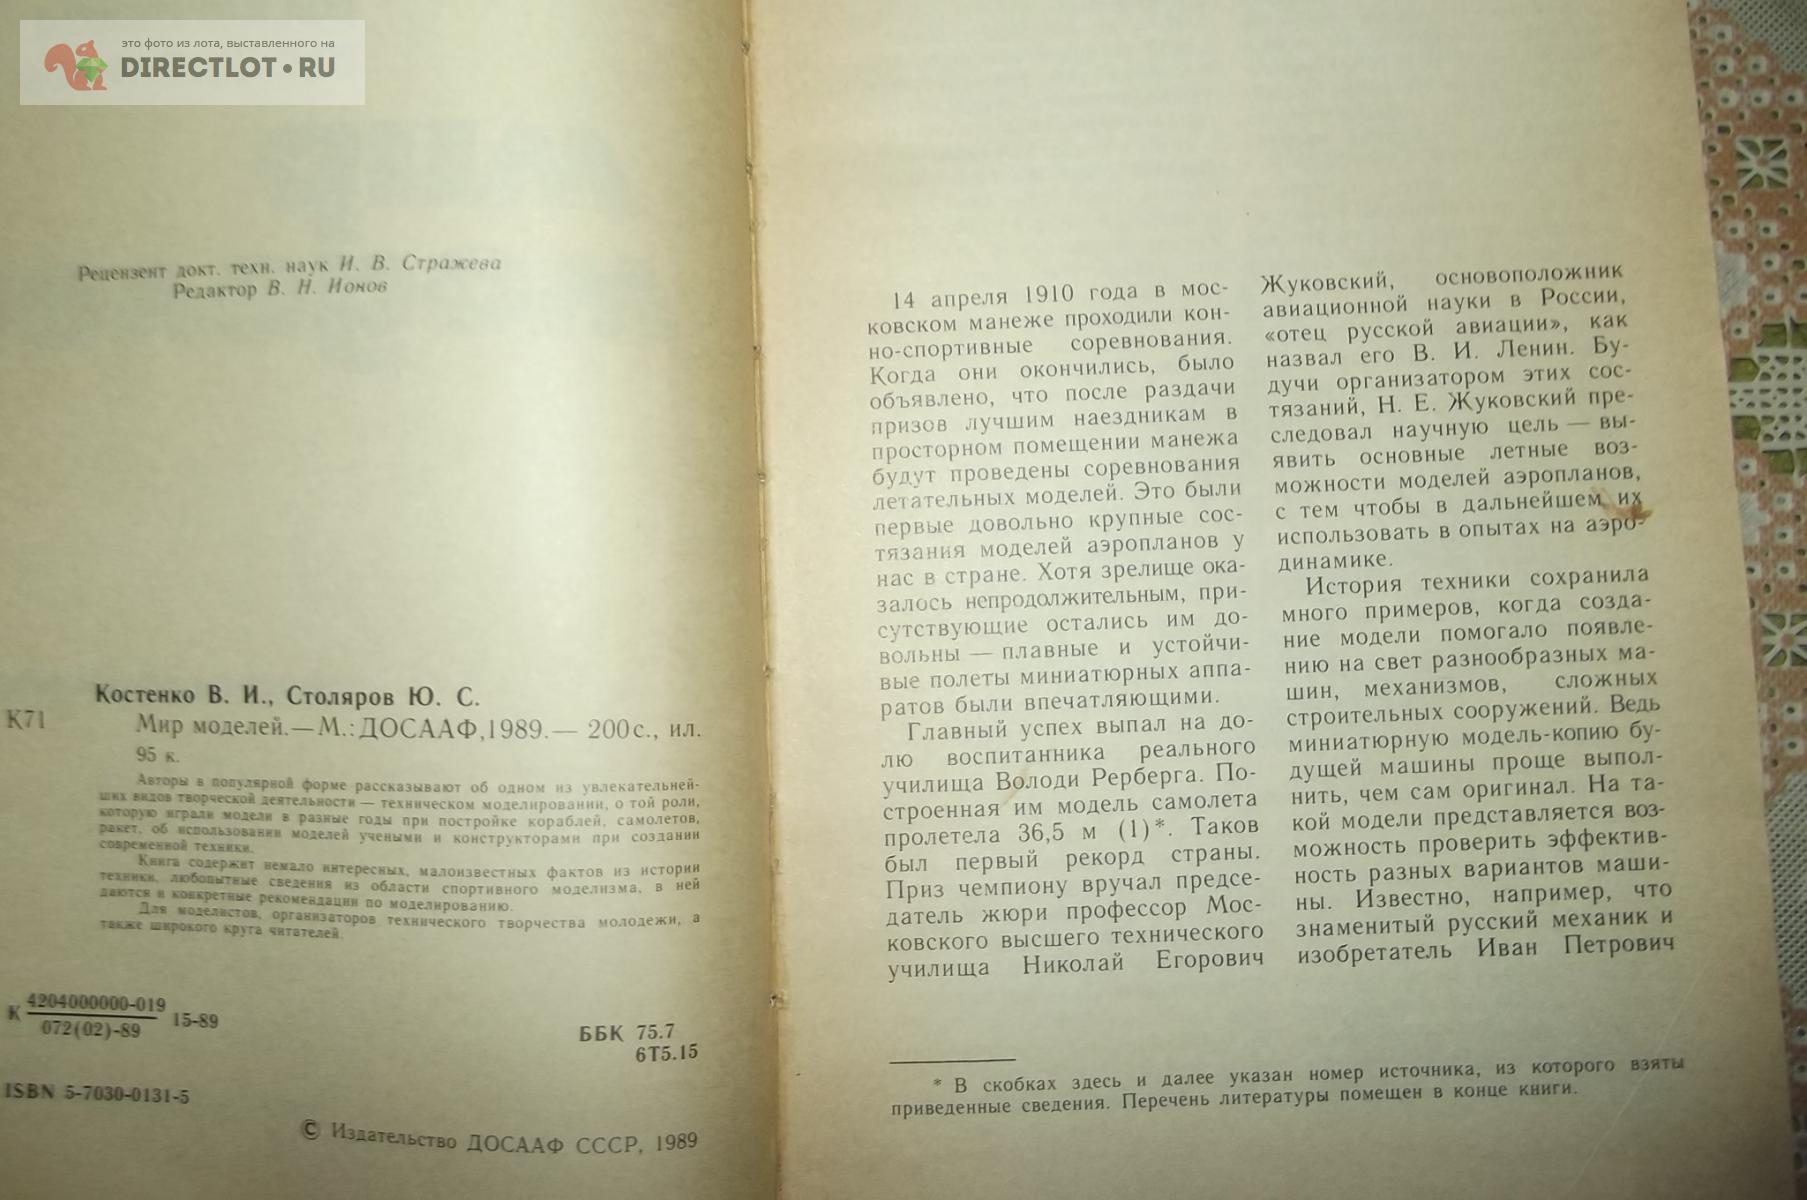 это фото из лота, выставленного на
DIRECTLOT.RU
Рецензент докт. техн. наук И. В. Стражева
Редактор В. Н. Ионов
Костенко В. И., Столяров Ю. С.
К71
Мир моделей.—М.: ДОСААФ,1989.— 200 с., ил.
95 к.
Авторы в популярной форме рассказывают об одном из увлекательней-
ших видов творческой деятельности — техническом моделировании, о той роли,
которую играли модели в разные годы при постройке кораблей, самолетов,
ракет, об использовании моделей учеными и конструкторами при создании
современной техники.
Книга содержит немало интересных, малоизвестных фактов из истории
техники, любопытные сведения из области спортивного моделизма, в ней
даются и конкретные рекомендации по моделированию.
Для моделистов, организаторов технического творчества молодежи, а
также широкого круга читателей.
К 4204000000-019 15-89
072(02)-89
ББК 75.7
6Т5.15
ISBN 5-7030-0131-5
© Издательство ДОСААФ СССР, 1989
14 апреля 1910 года в мос-
ковском манеже проходили кон-
но-спортивные соревнования.
Когда они окончились, было
объявлено, что после раздачи
призов лучшим наездникам в
просторном помещении манежа
будут проведены соревнования
летательных моделей. Это были
первые довольно крупные сос-
тязания моделей аэропланов у
нас в стране. Хотя зрелище ока-
залось непродолжительным, при-
сутствующие остались им до-
вольны — плавные и устойчи-
вые полеты миниатюрных аппа-
ратов были впечатляющими.
Главный успех выпал на до-
лю воспитанника реального
училища Володи Рерберга. По-
строенная им модель самолета
пролетела 36,5 м (1)*. Таков
был первый рекорд страны.
Приз чемпиону вручал предсе-
датель жюри профессор Мос-
ковского высшего технического
училища Николай Егорович
Жуковский, основоположник
авиационной науки в России,
«отец русской авиации», как
назвал его В. И. Ленин. Бу-
дучи организатором этих сос-
тязаний, Н. Е. Жуковский пре-
следовал научную цель — вы-
явить основные летные воз-
можности моделей аэропланов,
с тем чтобы в дальнейшем их
использовать в опытах на аэро-
динамике.
История техники сохранила
много примеров, когда созда-
ние модели помогало появле-
нию на свет разнообразных ма-
шин, механизмов, сложных
строительных сооружений. Ведь
миниатюрную модель-копию бу-
дущей машины проще выпол-
нить, чем сам оригинал. На та-
кой модели представляется воз-
можность проверить эффектив-
ность разных вариантов маши-
ны. Известно, например, что
знаменитый русский механик и
изобретатель Иван Петрович
* В скобках здесь и далее указан номер источника, из которого взяты
приведенные сведения. Перечень литературы помещен в конце книги.